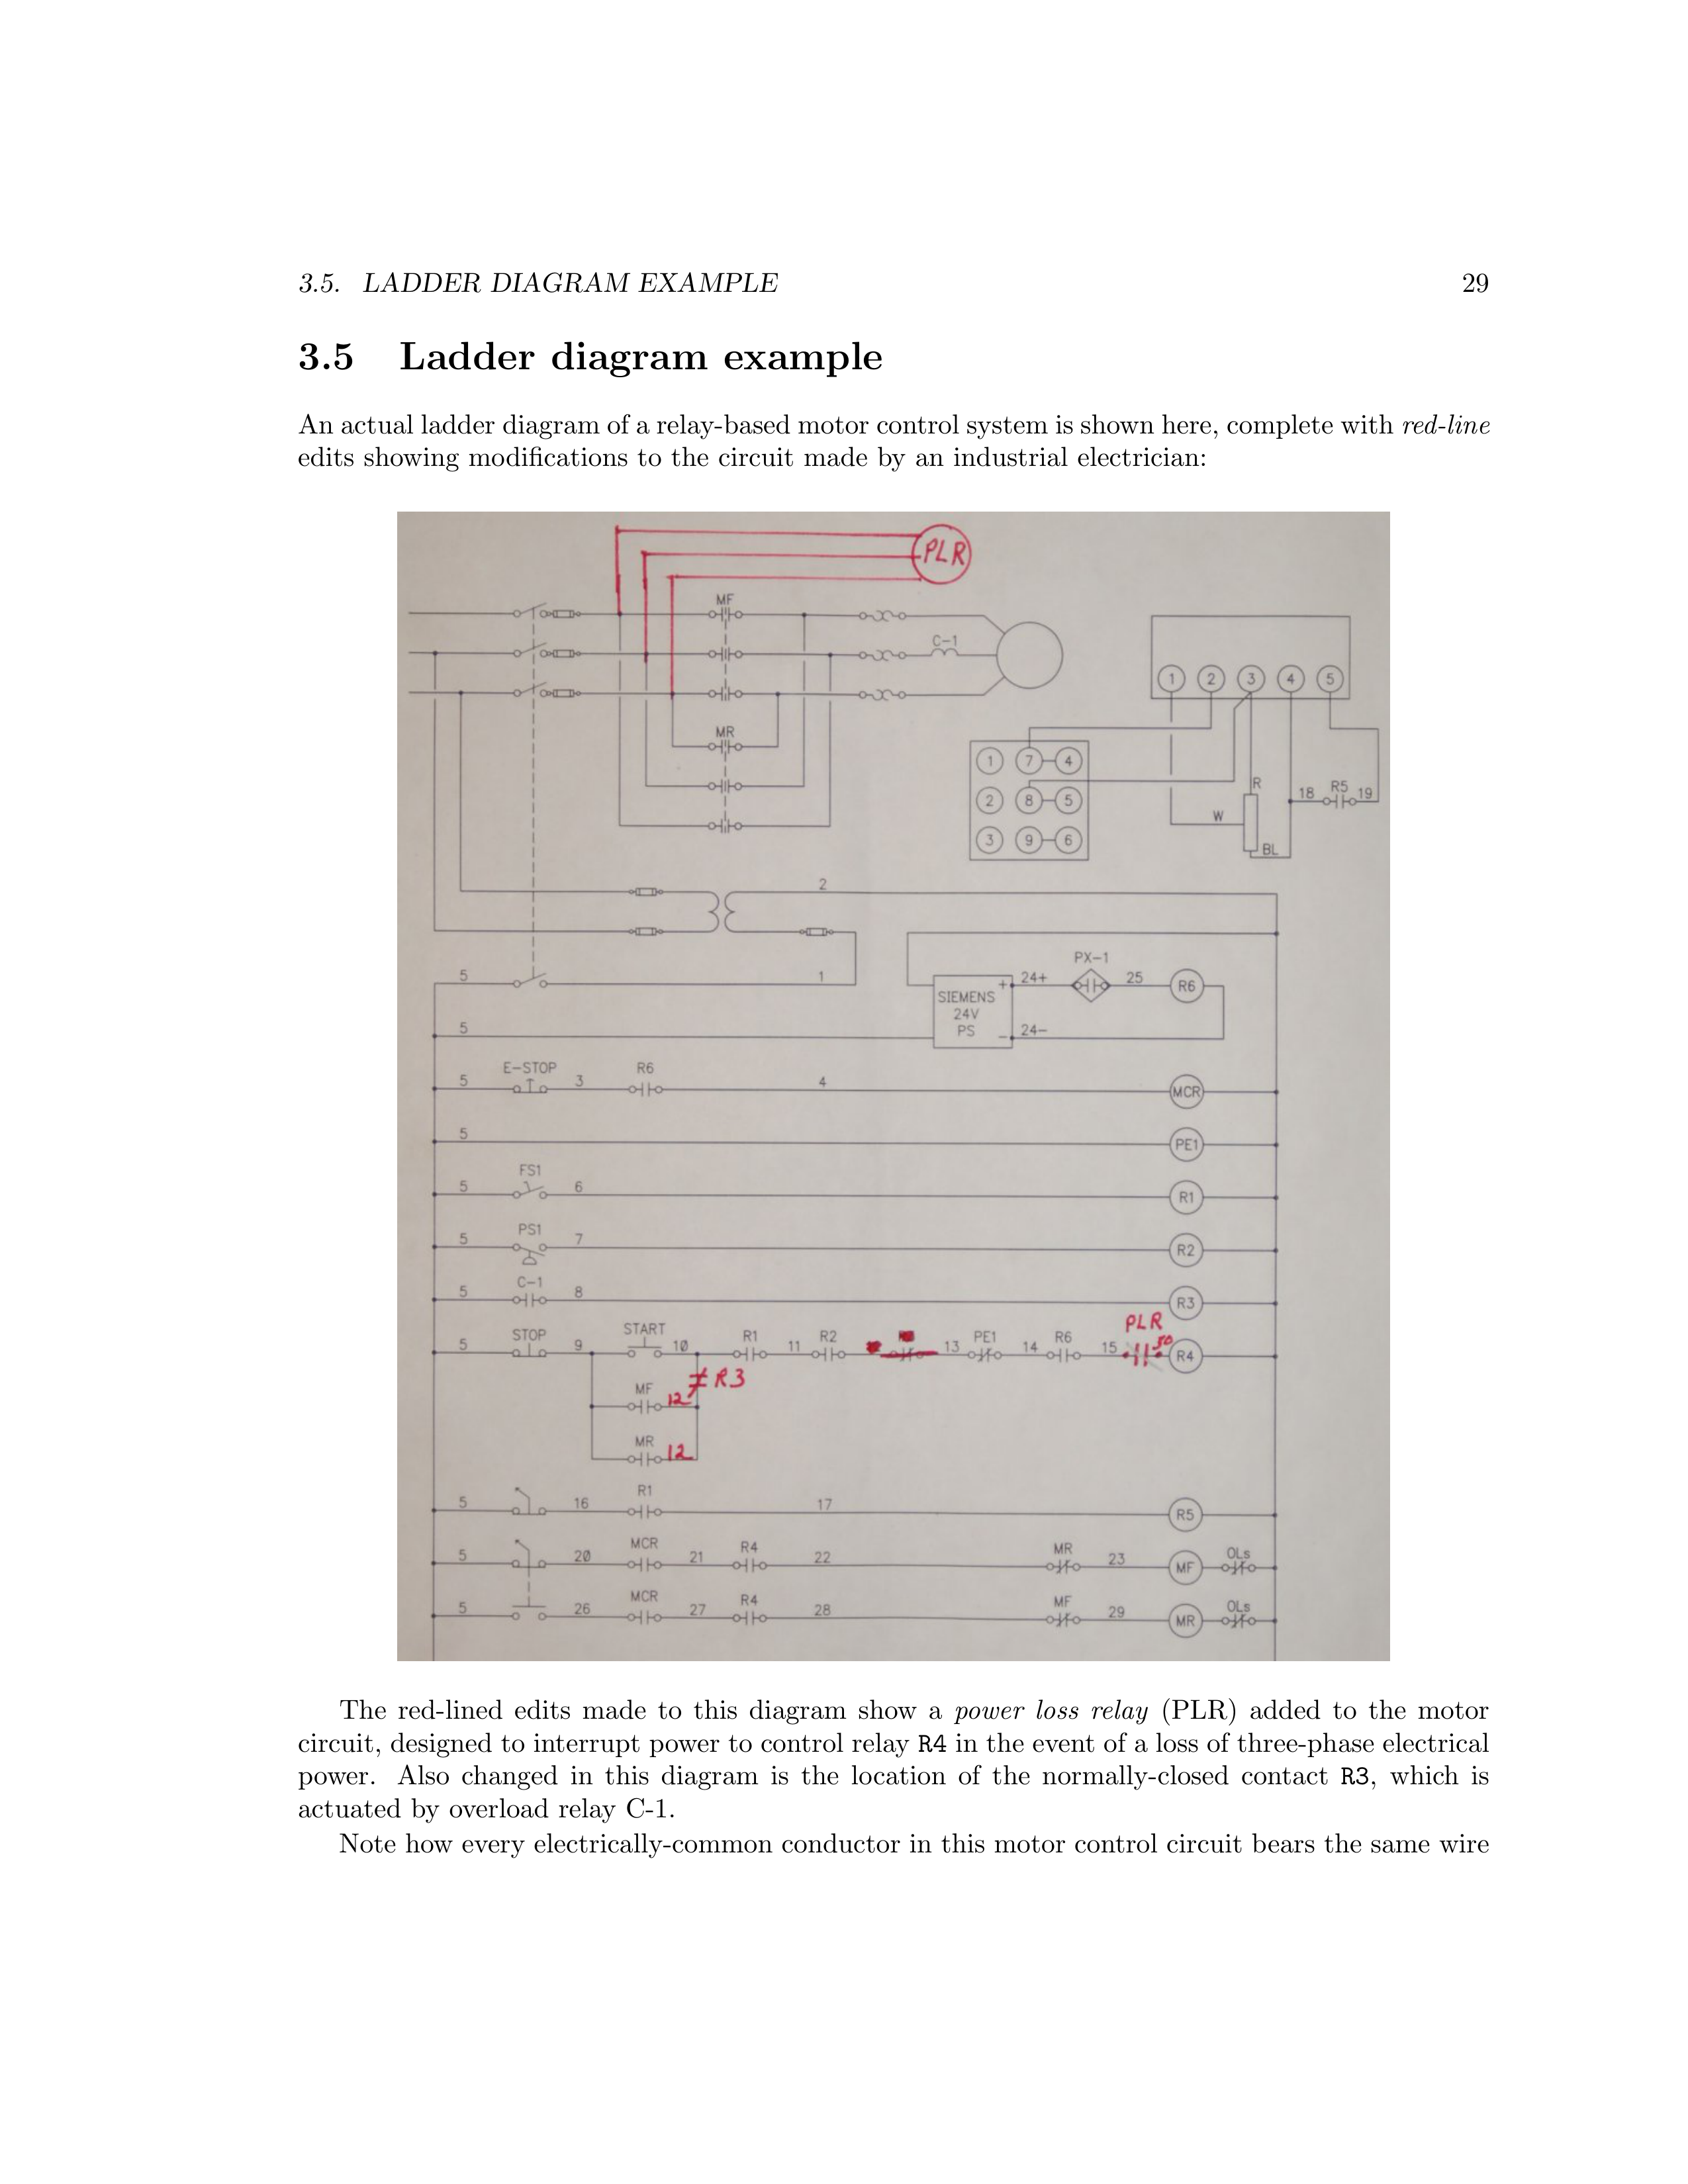 3.5. LADDER DIAGRAM EXAMPLE 29
3.5 Ladder diagram example
An actual ladder diagram of a relay-based motor control system is shown here, complete with red-line
edits showing modifications to the circuit made by an industrial electrician:
PLR
MF
C-1
1 2 3 4 5
MR
1 7 4
2 8 5
3 9 6
R
W
BL
18 R5 19
2
1
5
PX-1
24+ 25 R6
SIEMENS
24V
PS
+
-
24-
5
E-STOP R6
5 3 4 MCR
5 PE1
FS1
5 6 R1
PS1
5 7 R2
C-1
5 8 R3
PLR
STOP START R1 R2 PE1 R6
5 9 10 11 13 14 15 30 R4
R3
MF 12
MR 12
R1
5 16 17 R5
MCR R4 MR OLs
5 20 21 22 23 MF
MCR R4 MF OLs
5 26 27 28 29 MR
The red-lined edits made to this diagram show a power loss relay (PLR) added to the motor
circuit, designed to interrupt power to control relay R4 in the event of a loss of three-phase electrical
power. Also changed in this diagram is the location of the normally-closed contact R3, which is
actuated by overload relay C-1.
Note how every electrically-common conductor in this motor control circuit bears the same wire